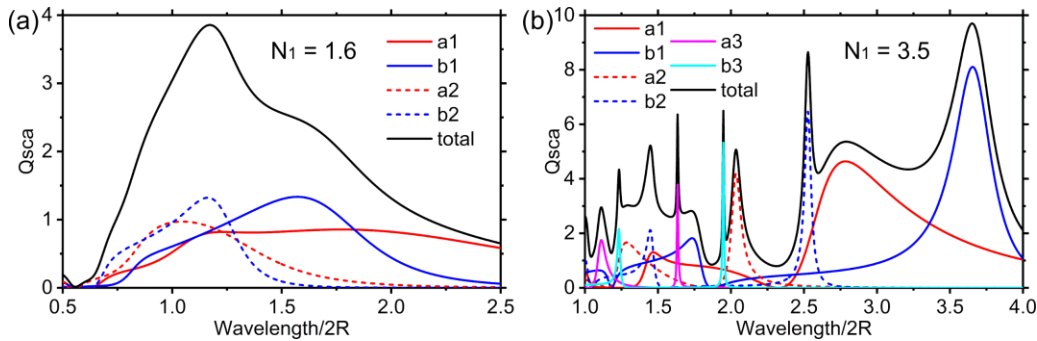 (a)
N1 = 1.6
a1
b1
a2
b2
total
Qsca
4
3
2
1
0
0.5 1.0 1.5 2.0 2.5
Wavelength/2R
(b)
N1 = 3.5
a1
b1
a2
b2
a3
b3
total
Qsca
10
8
6
4
2
0
1.0 1.5 2.0 2.5 3.0 3.5 4.0
Wavelength/2R